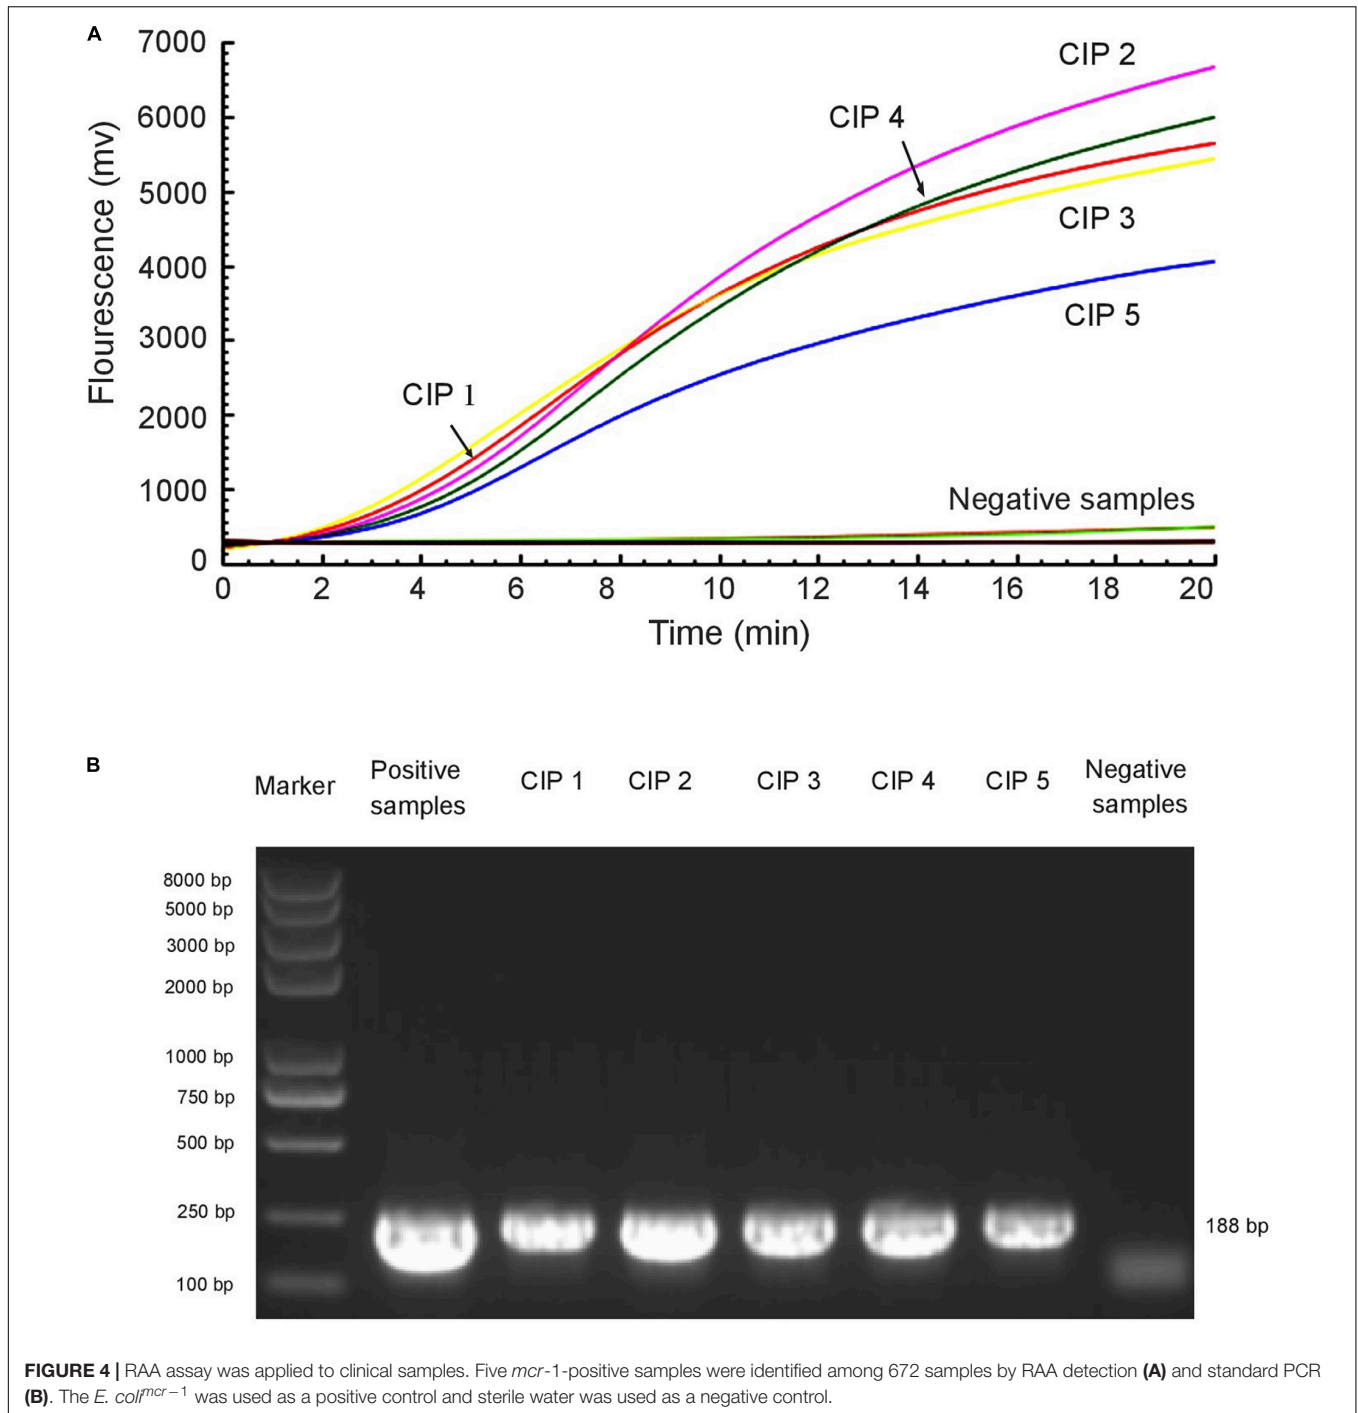 A
7000
6000
5000
4000
3000
2000
1000
0
Flourescence (mv)
CIP 2
CIP 4
CIP 3
CIP 5
CIP 1
Negative samples
0 2 4 6 8 10 12 14 16 18 20
Time (min)
B
Marker
Positive
samples
CIP 1
CIP 2
CIP 3
CIP 4
CIP 5
Negative
samples
8000 bp
5000 bp
3000 bp
2000 bp
1000 bp
750 bp
500 bp
250 bp
100 bp
188 bp
FIGURE 4 | RAA assay was applied to clinical samples. Five mcr-1-positive samples were identified among 672 samples by RAA detection (A) and standard PCR
(B). The E. coli^mcr−1 was used as a positive control and sterile water was used as a negative control.